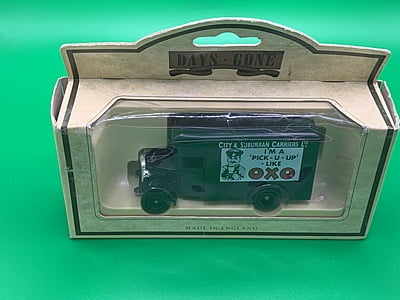 DAYS · GONE
CITY & SUBURBAN CARRIERS LTD
I'M A
'PICK-U-UP'
-LIKE
OXO
MADE IN ENGLAND